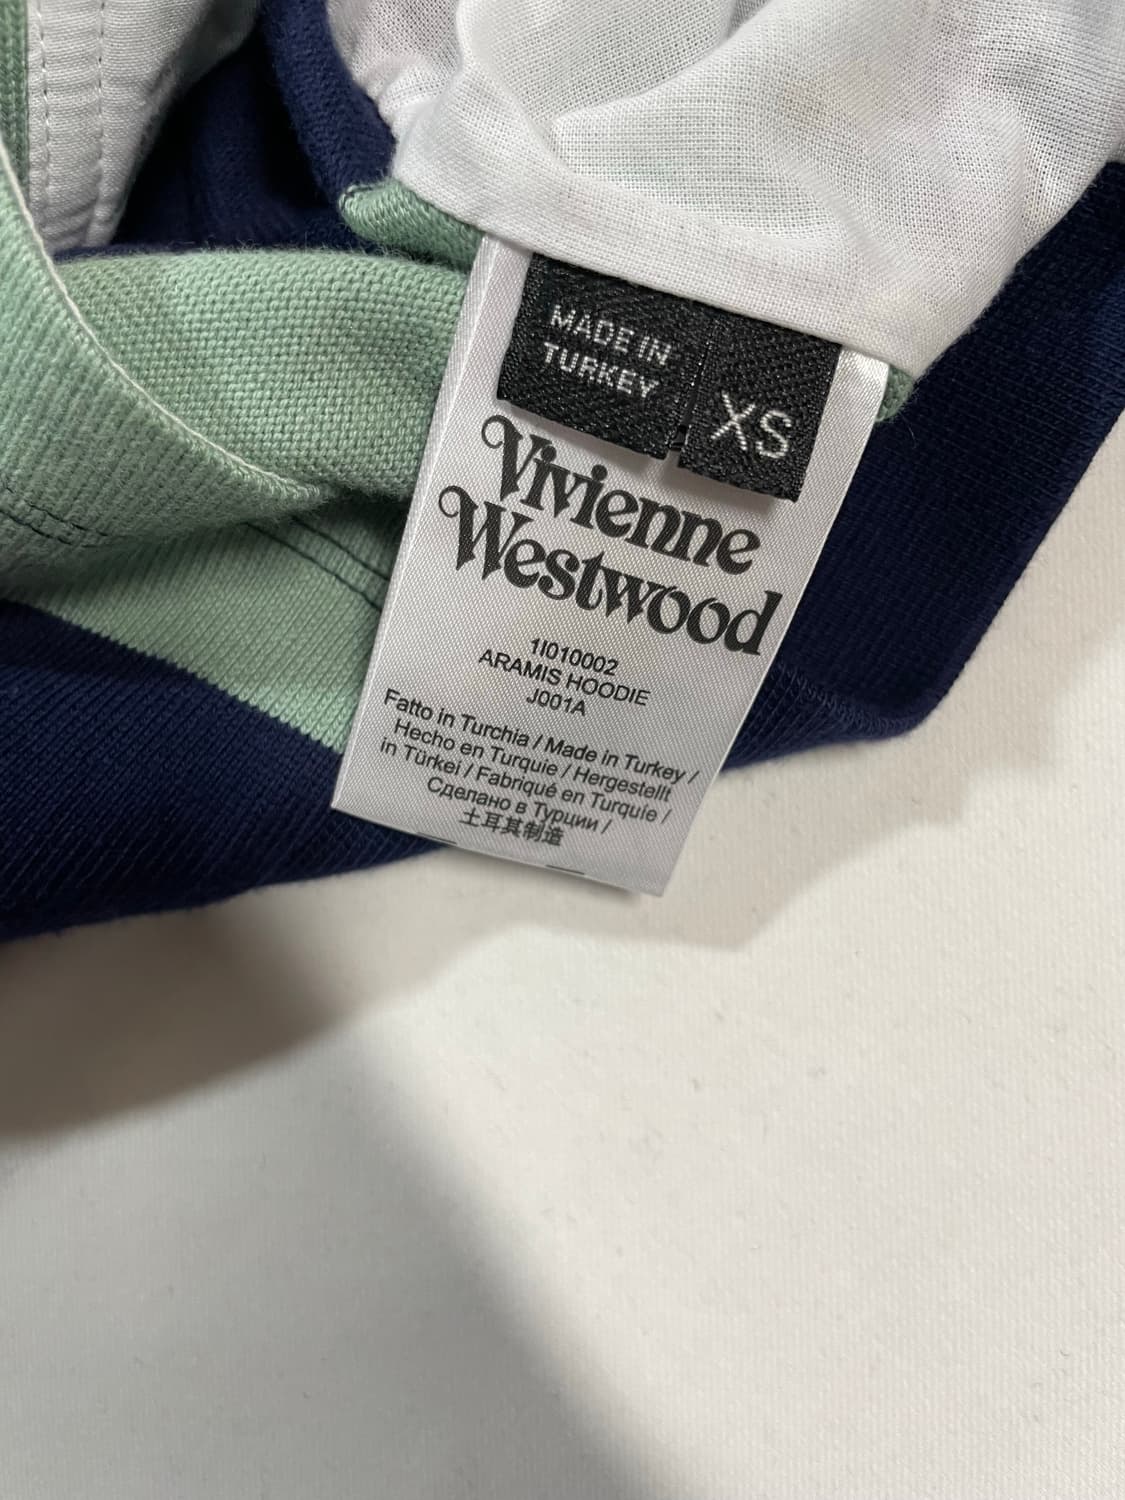 MADE IN
TURKEY
XS
Vivienne
Westwood
1I010002
ARAMIS HOODIE
J001A
Fatto in Turchia / Made in Turkey /
Hecho en Turquie / Hergestellt
in Türkei / Fabriqué en Turquie /
Сделано в Турции /
土耳其制造